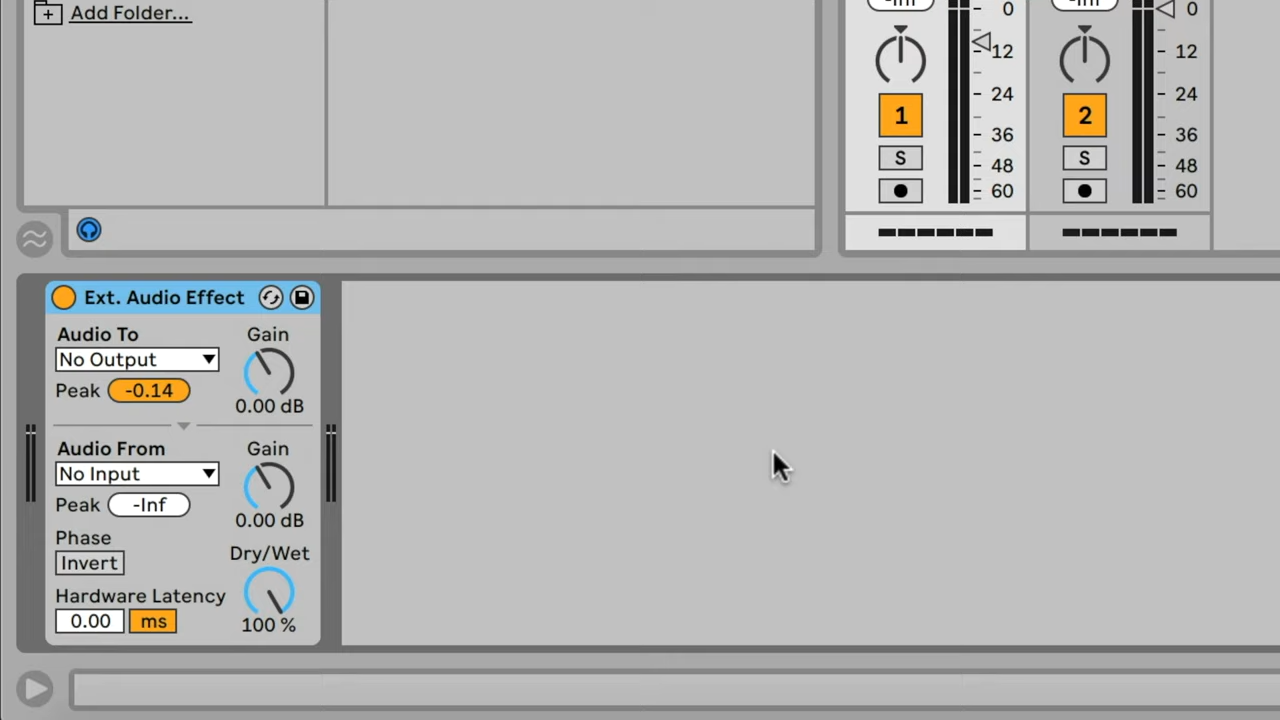 Add Folder...
-Inf
-Inf
0
12
24
36
48
60
0
12
24
36
48
60
1
S
2
S
Ext. Audio Effect
Audio To
Gain
No Output
Peak -0.14
0.00 dB
Audio From
Gain
No Input
Peak -Inf
0.00 dB
Phase
Invert
Dry/Wet
Hardware Latency
0.00 ms
100 %